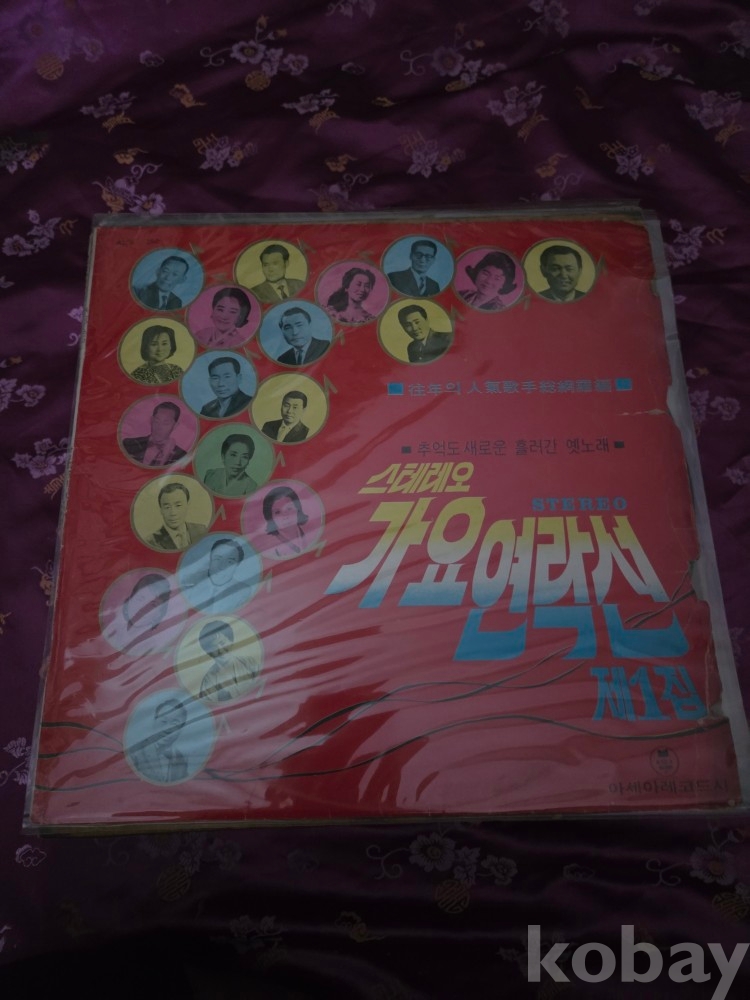 往年의 人氣歌手総網羅
추억도 새로운 흘러간 옛노래
스테레오
STEREO
가요연락선
제1집
아세아레코드사
kobay